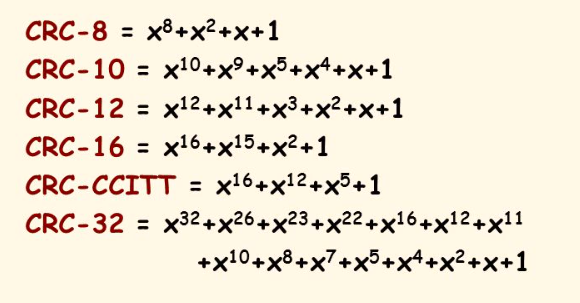 CRC-8 = x⁸+x²+x+1
CRC-10 = x¹⁰+x⁹+x⁵+x⁴+x+1
CRC-12 = x¹²+x¹¹+x³+x²+x+1
CRC-16 = x¹⁶+x¹⁵+x²+1
CRC-CCITT = x¹⁶+x¹²+x⁵+1
CRC-32 = x³²+x²⁶+x²³+x²²+x¹⁶+x¹²+x¹¹
+x¹⁰+x⁸+x⁷+x⁵+x⁴+x²+x+1